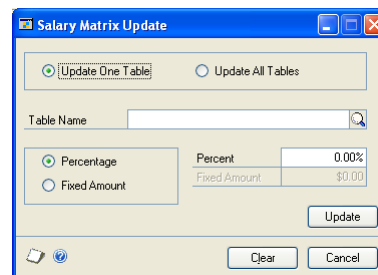 Salary Matrix Update
Update One Table Update All Tables
Table Name
Percentage Percent 0.00%
Fixed Amount Fixed Amount $0.00
Update
Clear Cancel